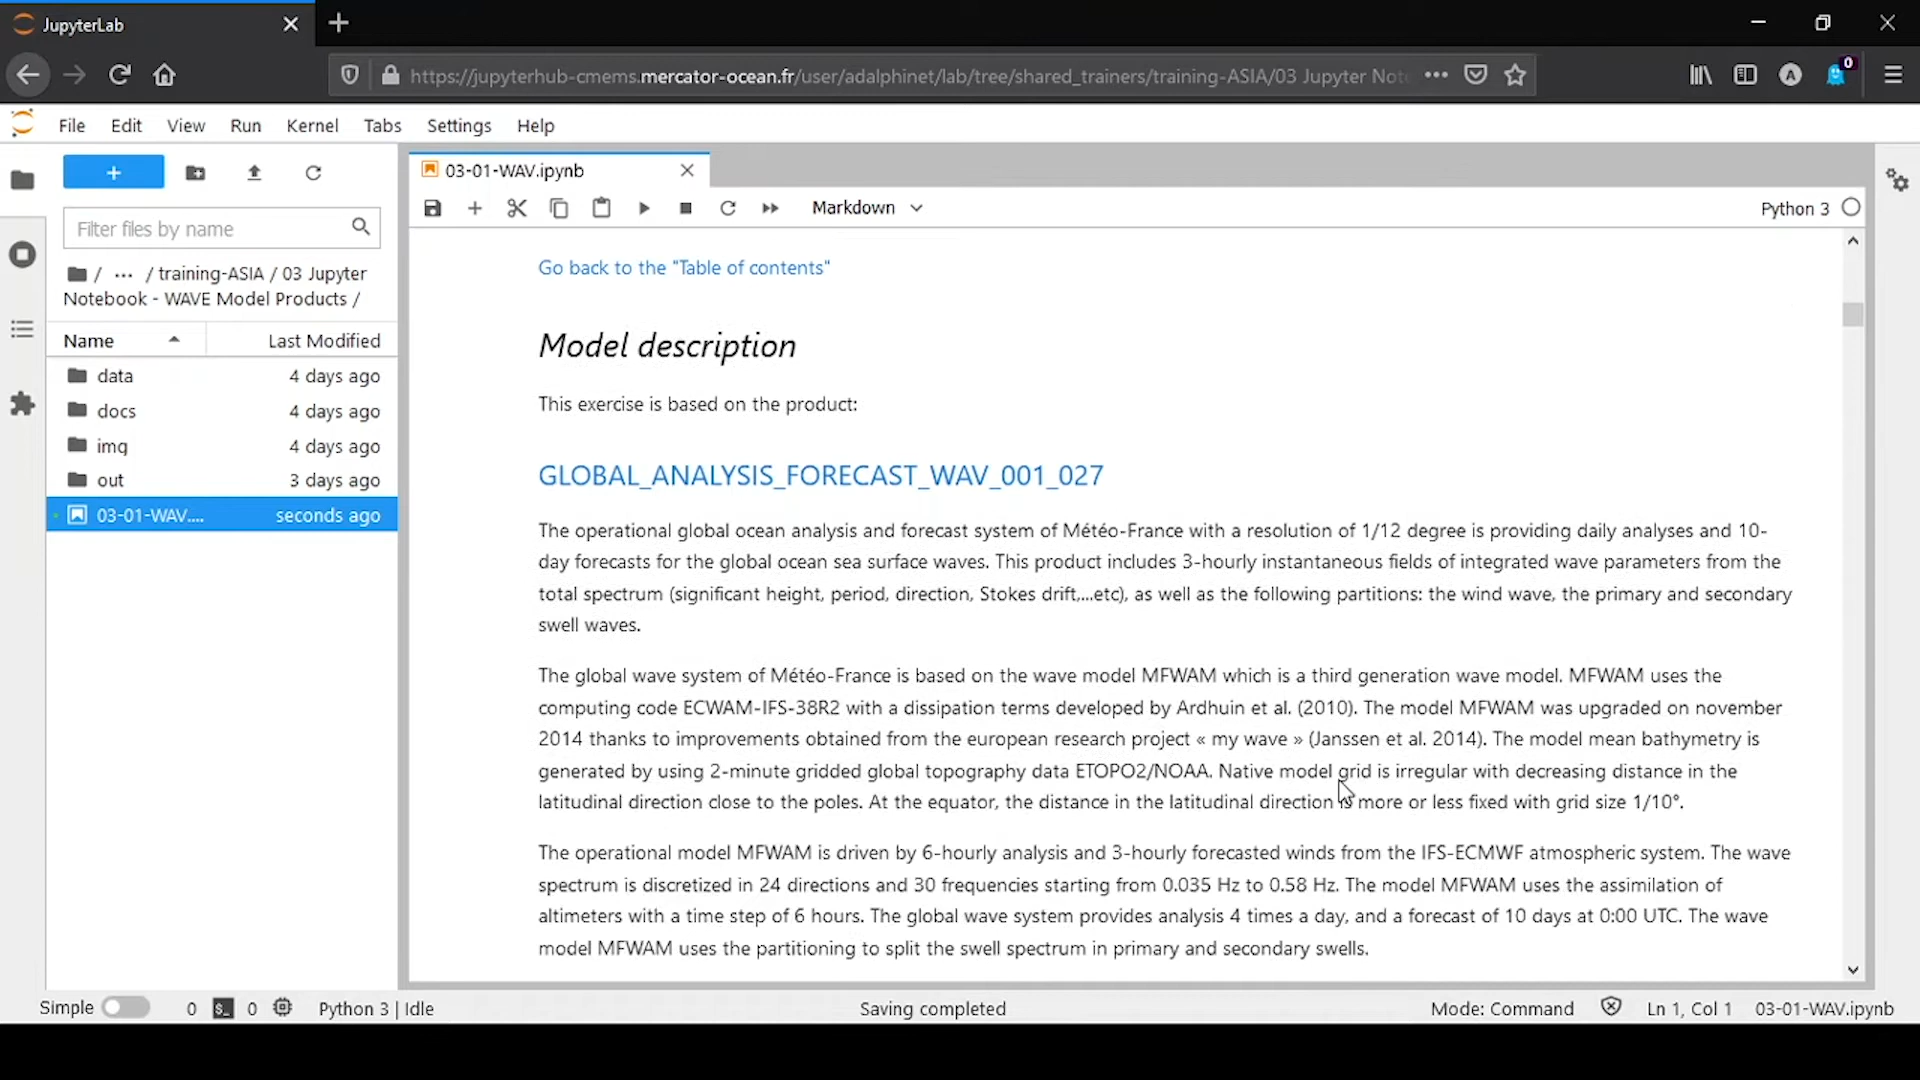 JupyterLab
0
https://jupyterhub-cmems.mercator-ocean.fr/user/adalphinet/lab/tree/shared_trainers/training-ASIA/03 Jupyter Not
File Edit View Run Kernel Tabs Settings Help
03-01-WAV.ipynb
Markdown
Python 3
Filter files by name
/ ··· / training-ASIA / 03 Jupyter
Notebook - WAVE Model Products /
Name Last Modified
data 4 days ago
docs 4 days ago
img 4 days ago
out 3 days ago
03-01-WAV.... seconds ago
Go back to the "Table of contents"
Model description
This exercise is based on the product:
GLOBAL_ANALYSIS_FORECAST_WAV_001_027
The operational global ocean analysis and forecast system of Météo-France with a resolution of 1/12 degree is providing daily analyses and 10-
day forecasts for the global ocean sea surface waves. This product includes 3-hourly instantaneous fields of integrated wave parameters from the
total spectrum (significant height, period, direction, Stokes drift,...etc), as well as the following partitions: the wind wave, the primary and secondary
swell waves.
The global wave system of Météo-France is based on the wave model MFWAM which is a third generation wave model. MFWAM uses the
computing code ECWAM-IFS-38R2 with a dissipation terms developed by Ardhuin et al. (2010). The model MFWAM was upgraded on november
2014 thanks to improvements obtained from the european research project « my wave » (Janssen et al. 2014). The model mean bathymetry is
generated by using 2-minute gridded global topography data ETOPO2/NOAA. Native model grid is irregular with decreasing distance in the
latitudinal direction close to the poles. At the equator, the distance in the latitudinal direction is more or less fixed with grid size 1/10°.
The operational model MFWAM is driven by 6-hourly analysis and 3-hourly forecasted winds from the IFS-ECMWF atmospheric system. The wave
spectrum is discretized in 24 directions and 30 frequencies starting from 0.035 Hz to 0.58 Hz. The model MFWAM uses the assimilation of
altimeters with a time step of 6 hours. The global wave system provides analysis 4 times a day, and a forecast of 10 days at 0:00 UTC. The wave
model MFWAM uses the partitioning to split the swell spectrum in primary and secondary swells.
Simple 0 0 Python 3 | Idle Saving completed Mode: Command Ln 1, Col 1 03-01-WAV.ipynb